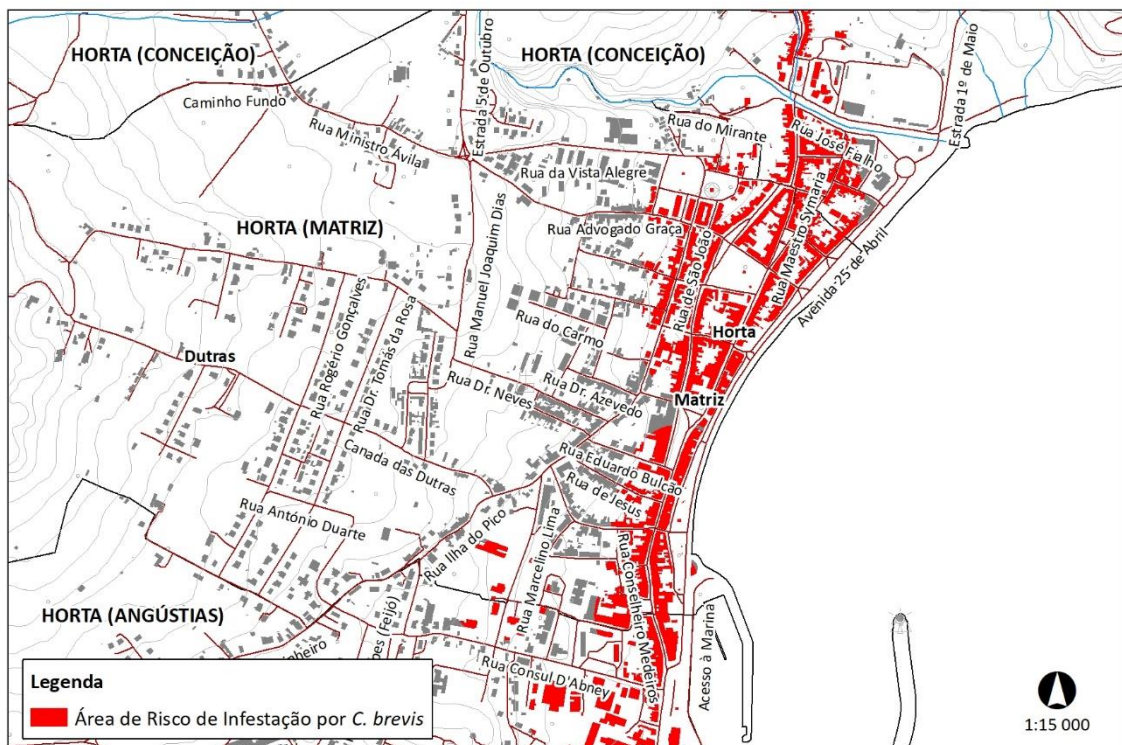 HORTA (CONCEIÇÃO)
HORTA (CONCEIÇÃO)
Estrada 5 de Outubro
Estrada 1º de Maio
Caminho Fundo
Rua Ministro Ávila
Rua do Mirante
Rua José Fialho
Rua da Vista Alegre
Rua Maestro Symaria
HORTA (MATRIZ)
Rua Manuel Joaquim Dias
Rua Advogado Graça
Rua de São João
Avenida 25 de Abril
Rua Rogério Gonçalves
Rua Dr. Tomás da Rosa
Rua do Carmo
Horta
Dutras
Rua Dr. Neves
Rua Dr. Azevedo
Matriz
Canada das Dutras
Rua Eduardo Bulcão
Rua de Jesus
Rua António Duarte
Rua Ilha do Pico
Rua Marcelino Lima
Rua Conselheiro Medeiros
HORTA (ANGÚSTIAS)
(Feijó)
Rua Consul D'Abney
Acesso à Marina
Legenda
Área de Risco de Infestação por C. brevis
1:15 000